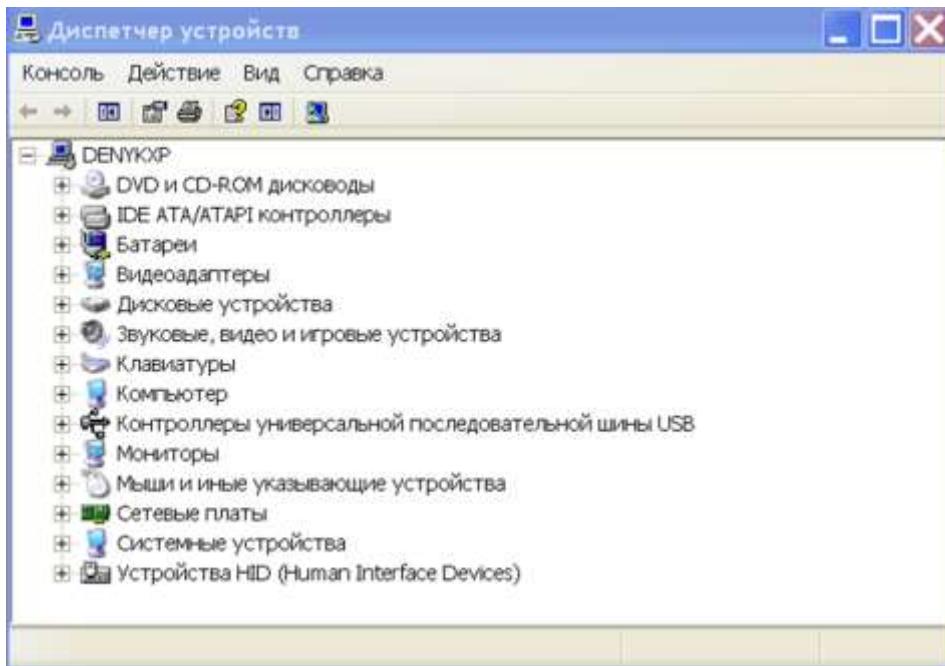 Диспетчер устройств
Консоль Действие Вид Справка
DENYKXP
DVD и CD-ROM дисководы
IDE ATA/ATAPI контроллеры
Батареи
Видеоадаптеры
Дисковые устройства
Звуковые, видео и игровые устройства
Клавиатуры
Компьютер
Контроллеры универсальной последовательной шины USB
Мониторы
Мыши и иные указывающие устройства
Сетевые платы
Системные устройства
Устройства HID (Human Interface Devices)